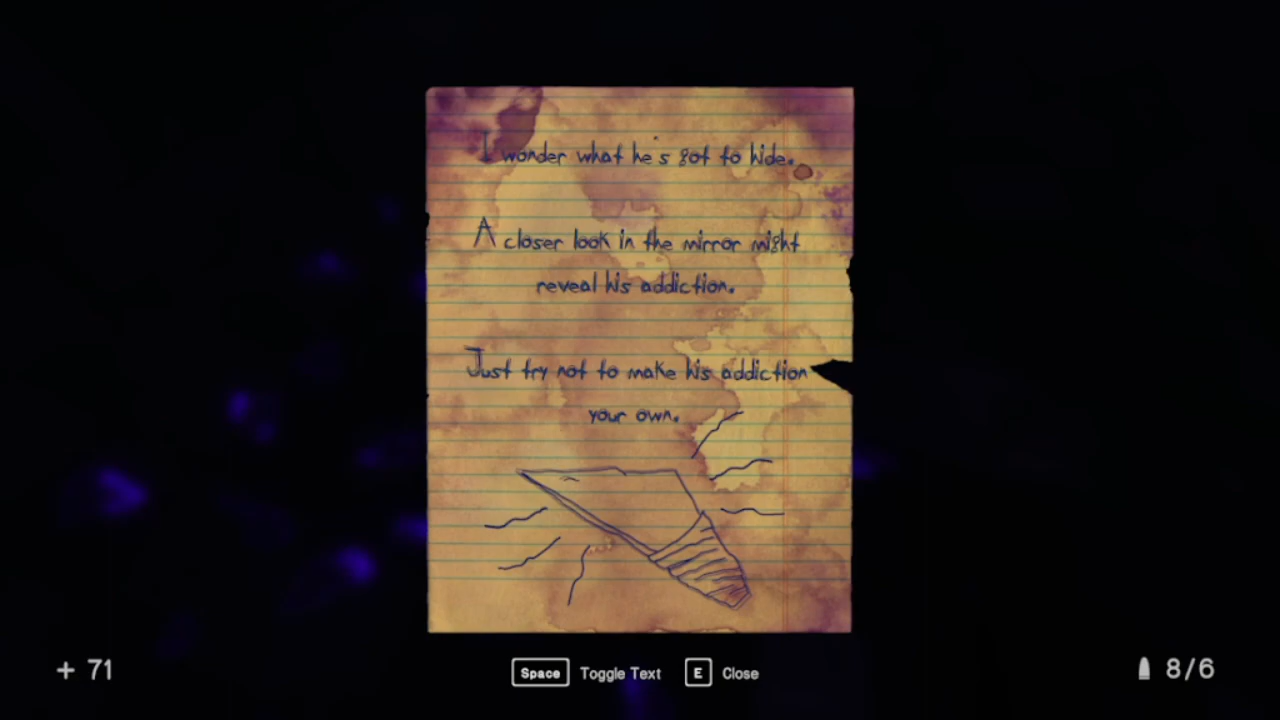 I wonder what he's got to hide.
A closer look in the mirror might
reveal his addiction.
Just try not to make his addiction
your own.
+ 71
Space Toggle Text E Close
8/6